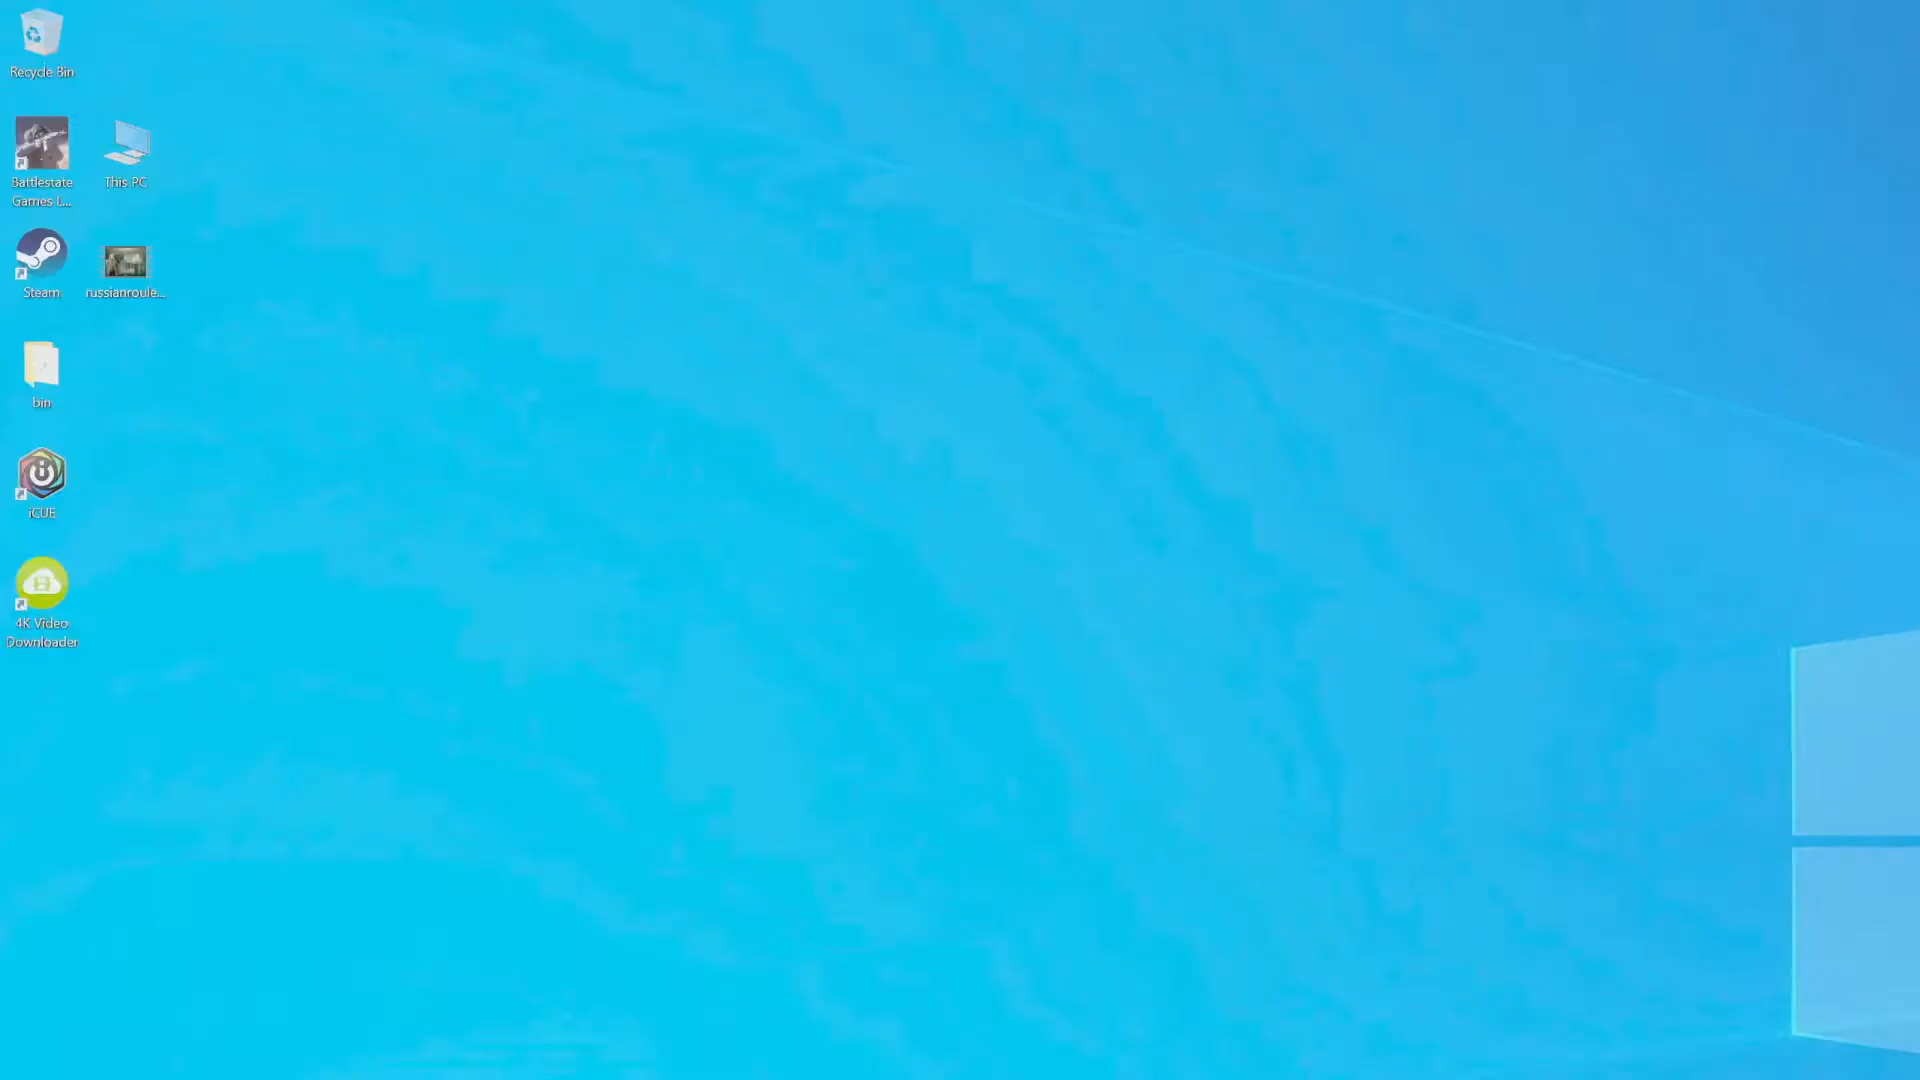 Recycle Bin
Battlestate
Games L...
This PC
Steam
russianroule...
bin
iCUE
4K Video
Downloader